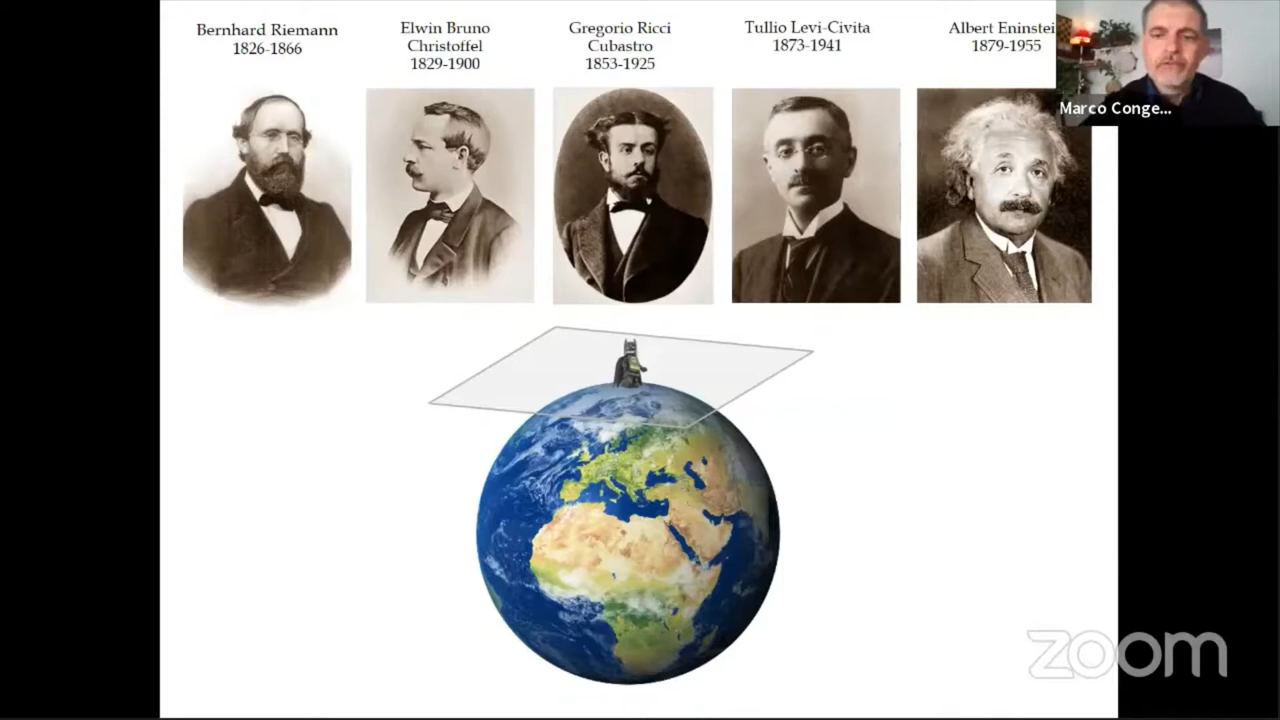 Bernhard Riemann
1826-1866
Elwin Bruno
Christoffel
1829-1900
Gregorio Ricci
Cubastro
1853-1925
Tullio Levi-Civita
1873-1941
Albert Eninstei
1879-1955
Marco Conge...
zoom